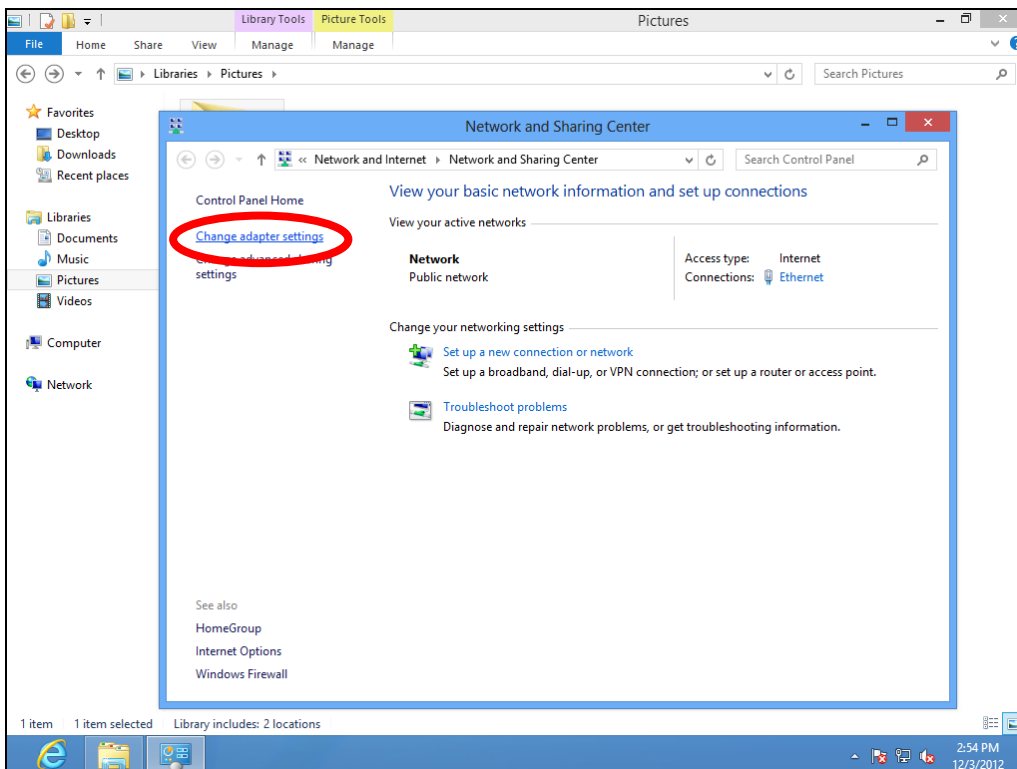 Library Tools Picture Tools Pictures
File Home Share View Manage Manage
Libraries Pictures Search Pictures
Favorites
Desktop
Downloads
Recent places
Libraries
Documents
Music
Pictures
Videos
Computer
Network
Network and Sharing Center
« Network and Internet Network and Sharing Center Search Control Panel
Control Panel Home
Change adapter settings
Change advanced sharing
settings
View your basic network information and set up connections
View your active networks
Network
Public network
Access type: Internet
Connections: Ethernet
Change your networking settings
Set up a new connection or network
Set up a broadband, dial-up, or VPN connection; or set up a router or access point.
Troubleshoot problems
Diagnose and repair network problems, or get troubleshooting information.
See also
HomeGroup
Internet Options
Windows Firewall
1 item 1 item selected Library includes: 2 locations
2:54 PM
12/3/2012